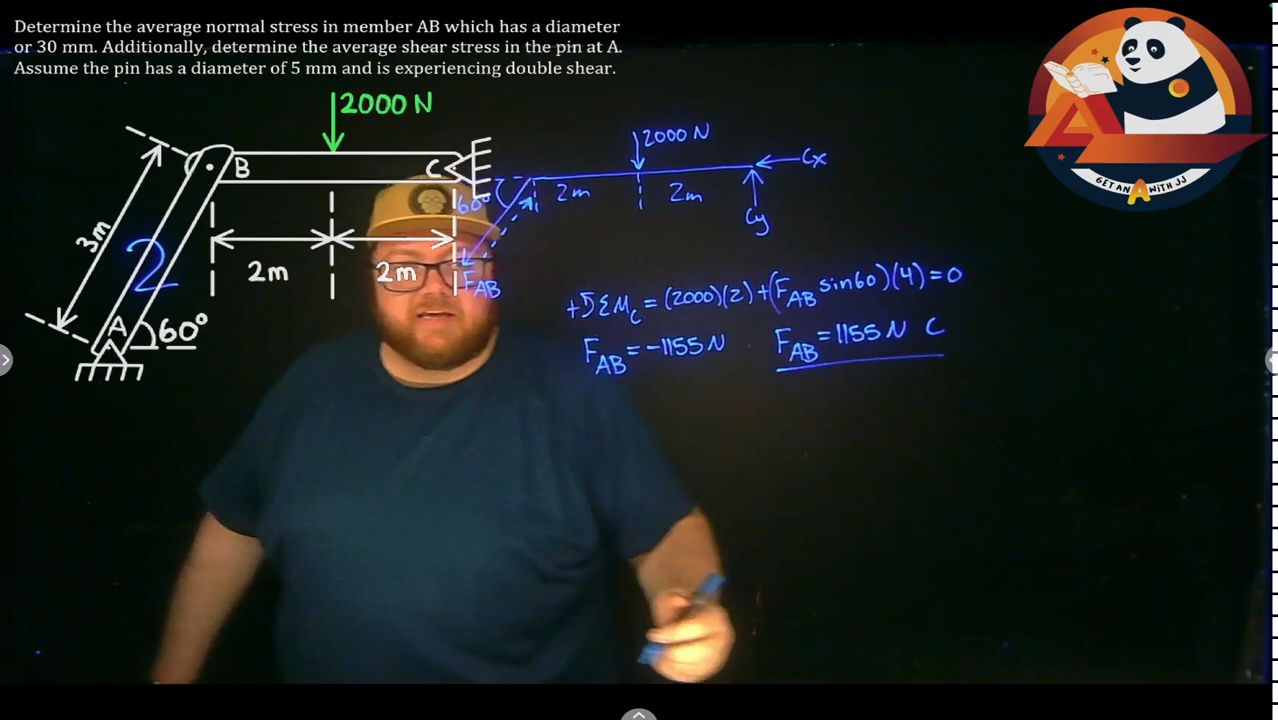 Determine the average normal stress in member AB which has a diameter
or 30 mm. Additionally, determine the average shear stress in the pin at A.
Assume the pin has a diameter of 5 mm and is experiencing double shear.
2000 N
B
C
3m
2
2m
2m
A
60°
2000 N
Cx
60°
2m
2m
Cy
F_AB
+↺ΣM_C = (2000)(2) + (F_AB sin60)(4) = 0
F_AB = -1155 N
F_AB = 1155 N C
GET AN A WITH JJ